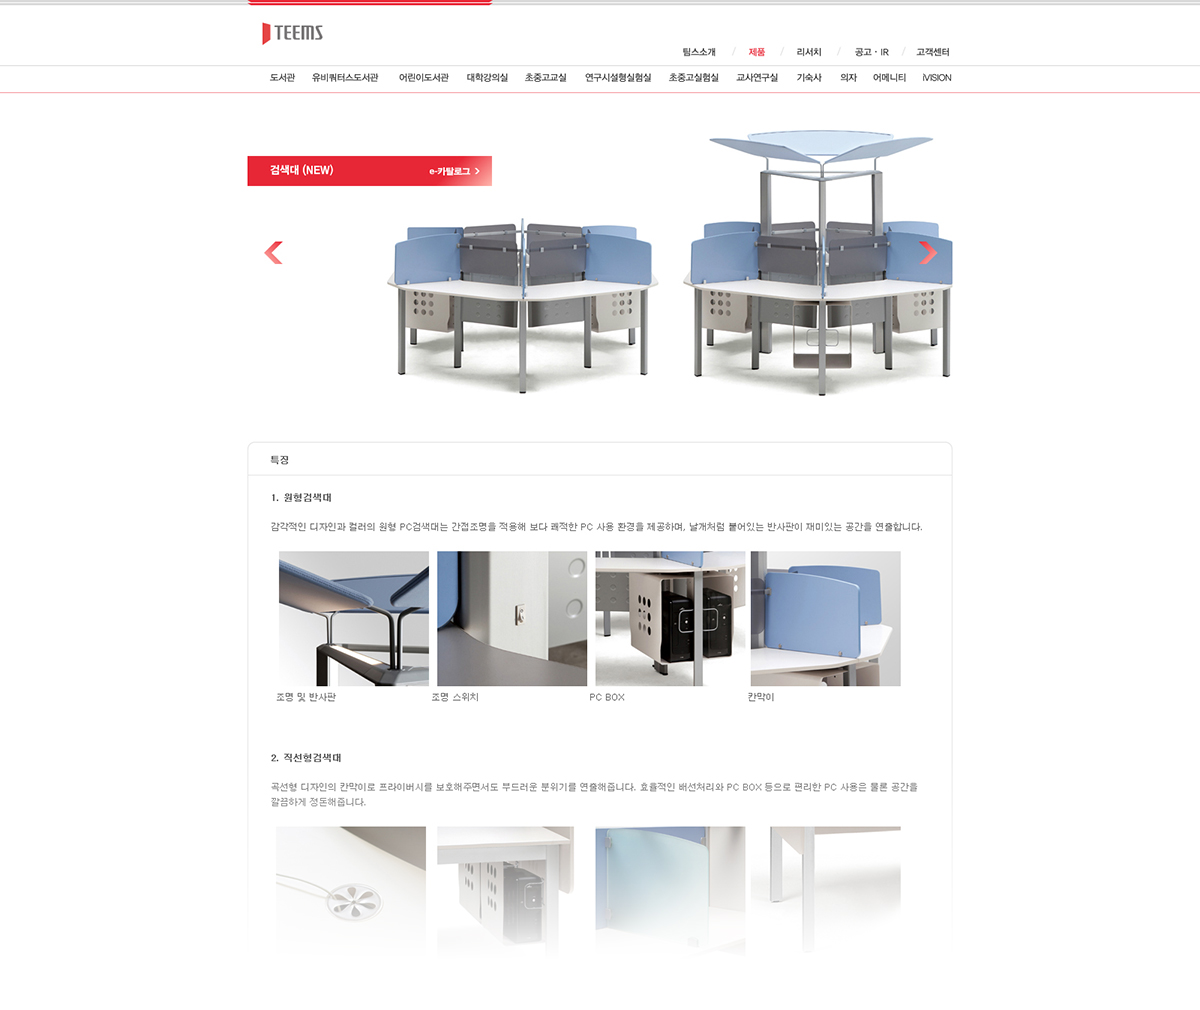 TEEMS
팀스소개 / 제품 / 리서치 / 공고 · IR / 고객센터
도서관 유비쿼터스도서관 어린이도서관 대학강의실 초중고교실 연구시설형실험실 초중고실험실 교사연구실 기숙사 의자 어메니티 iVISION
검색대 (NEW) e-카탈로그 >
특징
1. 원형검색대
감각적인 디자인과 컬러의 원형 PC검색대는 간접조명을 적용해 보다 쾌적한 PC 사용 환경을 제공하며, 날개처럼 붙어있는 반사판이 재미있는 공간을 연출합니다.
조명 및 반사판 조명 스위치 PC BOX 칸막이
2. 직선형검색대
곡선형 디자인의 칸막이로 프라이버시를 보호해주면서도 부드러운 분위기를 연출해줍니다. 효율적인 배선처리와 PC BOX 등으로 편리한 PC 사용은 물론 공간을
깔끔하게 정돈해줍니다.